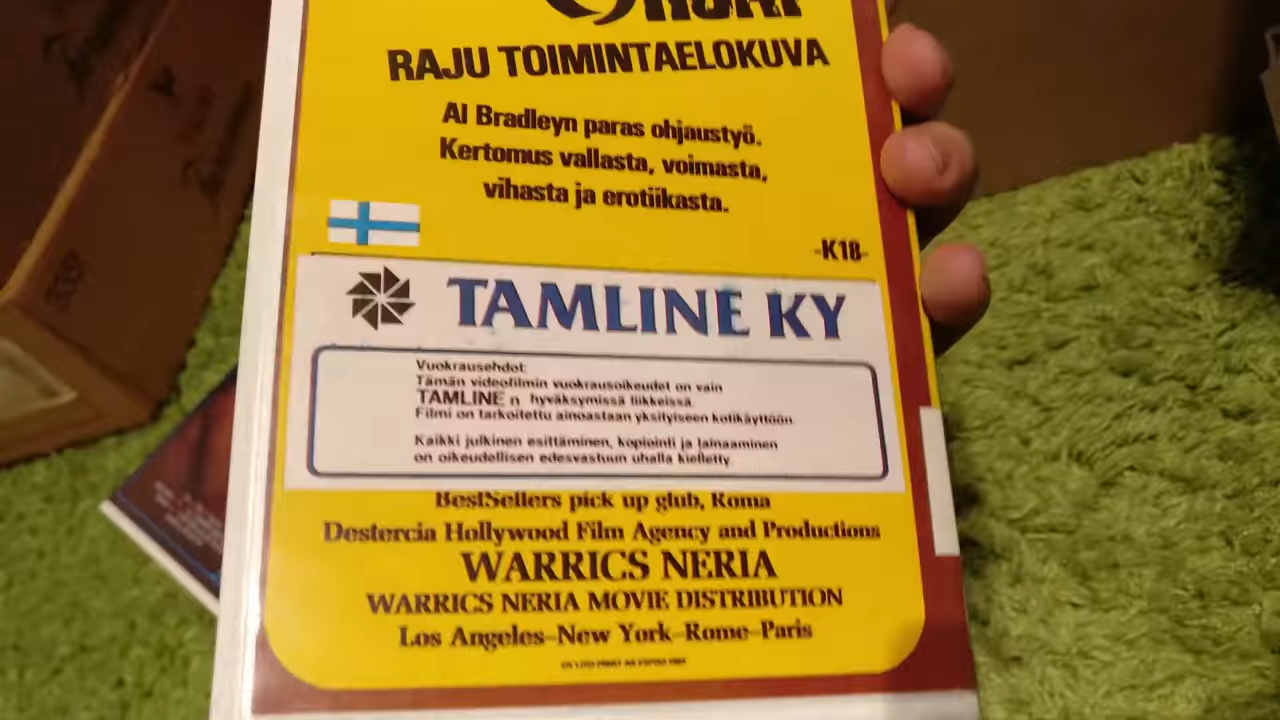 RAJU TOIMINTAELOKUVA
Al Bradleyn paras ohjaustyö.
Kertomus vallasta, voimasta,
vihasta ja erotiikasta.
-K18-
TAMLINE KY
Vuokrausehdot:
Tämän videofilmin vuokrausoikeudet on vain
TAMLINE n hyväksymissä liikkeissä.
Filmi on tarkoitettu ainoastaan yksityiseen kotikäyttöön.
Kaikki julkinen esittäminen, kopiointi ja lainaaminen
on oikeudellisen edesvastuun uhalla kielletty.
BestSellers pick up glub, Roma
Destercia Hollywood Film Agency and Productions
WARRICS NERIA
WARRICS NERIA MOVIE DISTRIBUTION
Los Angeles–New York–Rome–Paris